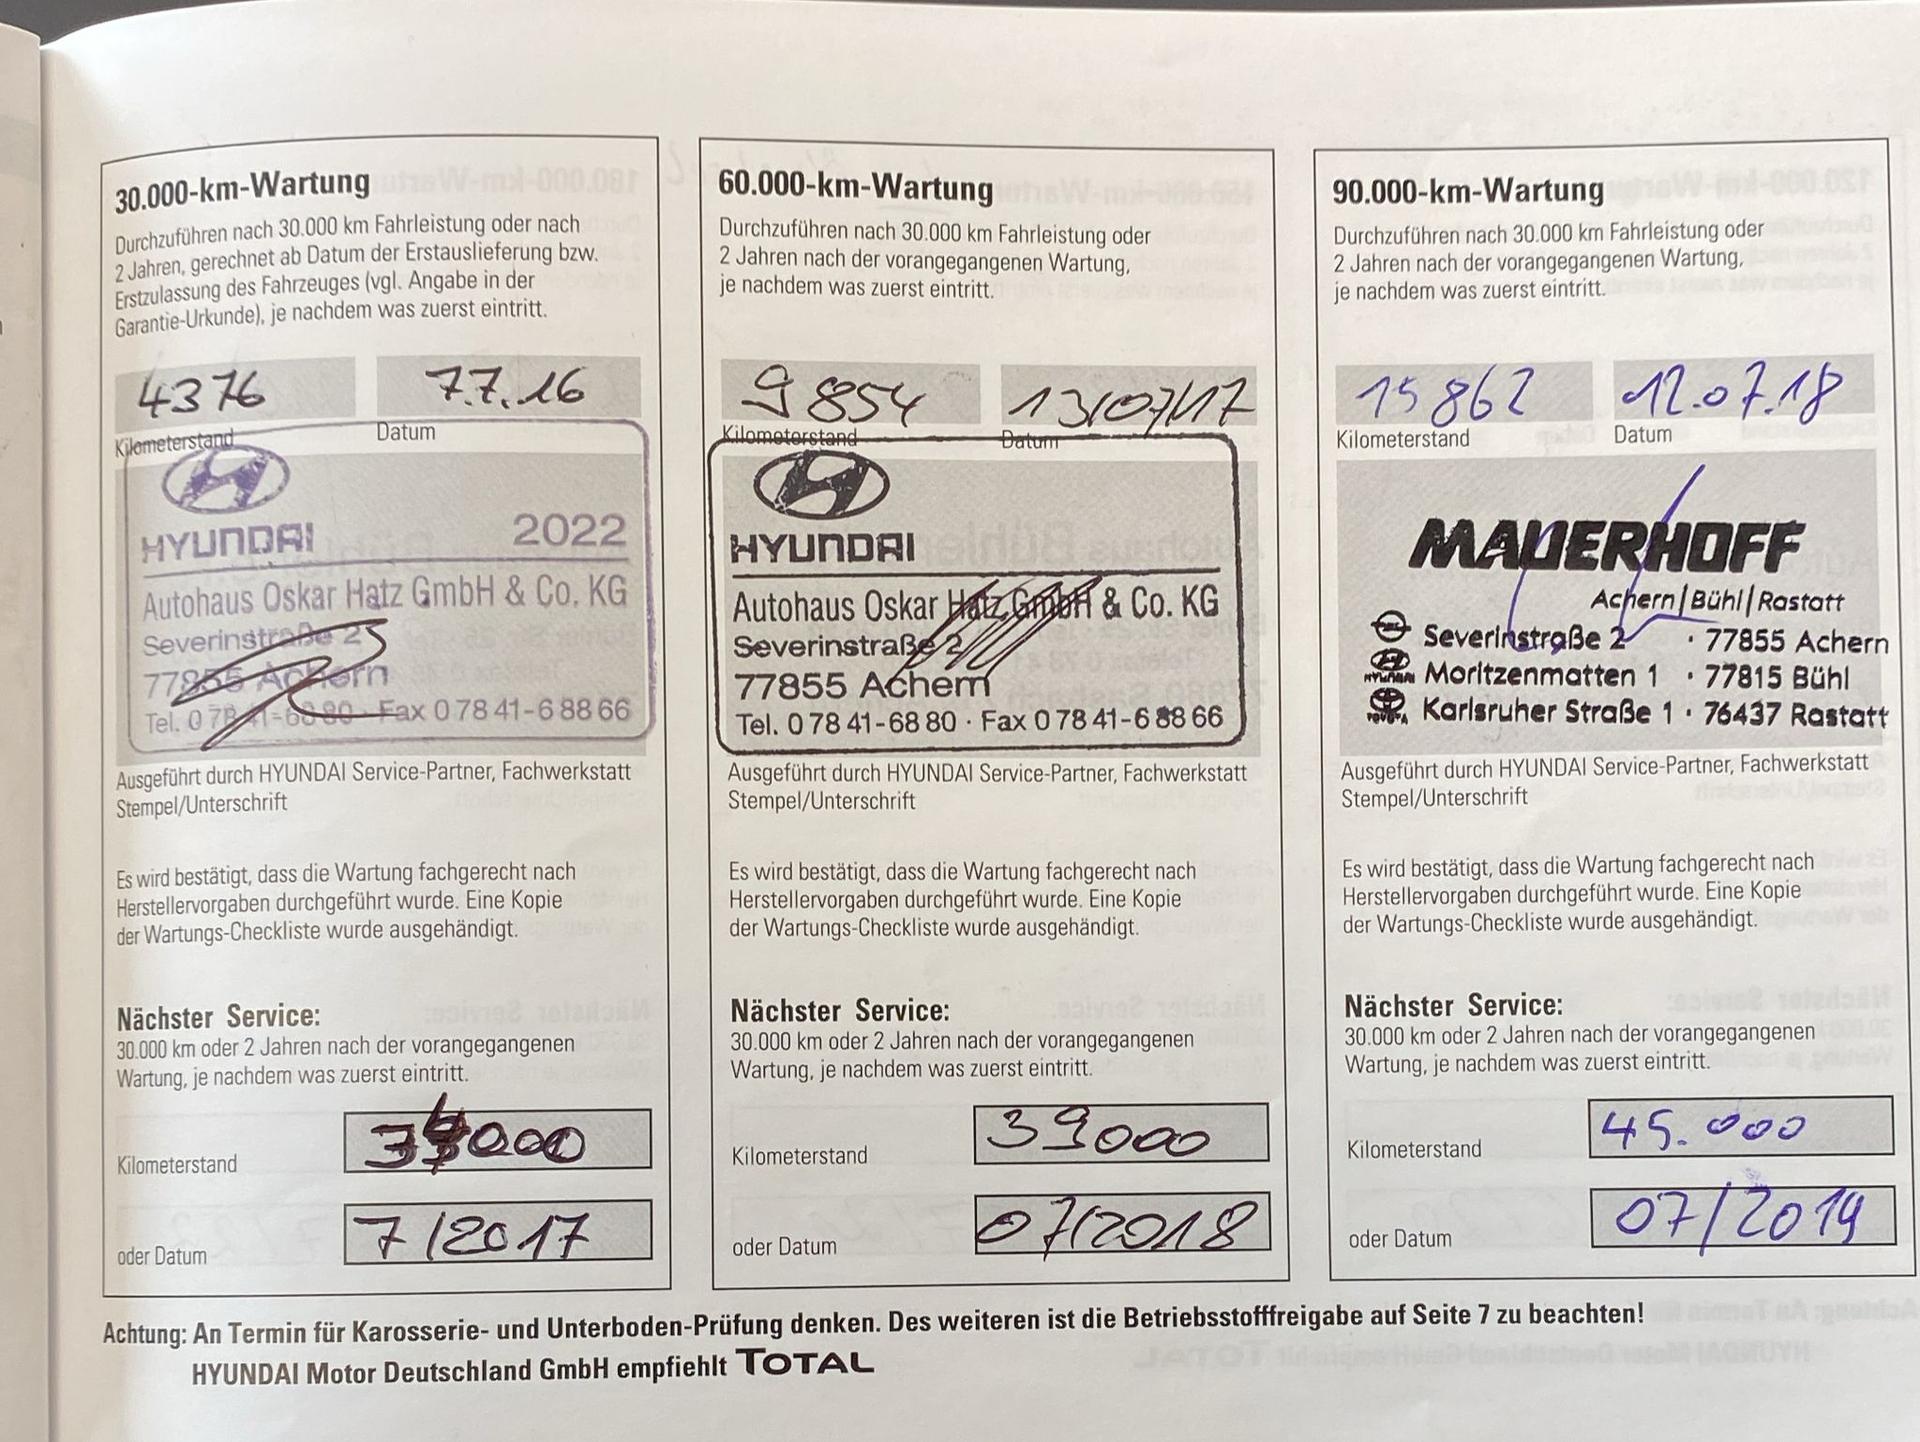 30.000-km-Wartung
Durchzuführen nach 30.000 km Fahrleistung oder nach
2 Jahren, gerechnet ab Datum der Erstauslieferung bzw.
Erstzulassung des Fahrzeuges (vgl. Angabe in der
Garantie-Urkunde), je nachdem was zuerst eintritt.
4376 7.7.16
Kilometerstand Datum
HYUNDAI 2022
Autohaus Oskar Hatz GmbH & Co. KG
Severinstraße
77855 Achern
Tel. 0 78 41-68 80 Fax 0 78 41-6 88 66
Ausgeführt durch HYUNDAI Service-Partner, Fachwerkstatt
Stempel/Unterschrift
Es wird bestätigt, dass die Wartung fachgerecht nach
Herstellervorgaben durchgeführt wurde. Eine Kopie
der Wartungs-Checkliste wurde ausgehändigt.
Nächster Service:
30.000 km oder 2 Jahren nach der vorangegangenen
Wartung, je nachdem was zuerst eintritt.
Kilometerstand
oder Datum 7/2017
60.000-km-Wartung
Durchzuführen nach 30.000 km Fahrleistung oder
2 Jahren nach der vorangegangenen Wartung,
je nachdem was zuerst eintritt.
9854 13/07/17
Kilometerstand Datum
HYUNDAI
Autohaus Oskar Hatz GmbH & Co. KG
Severinstraße 2
77855 Achern
Tel. 0 78 41-68 80 · Fax 0 78 41-6 88 66
Ausgeführt durch HYUNDAI Service-Partner, Fachwerkstatt
Stempel/Unterschrift
Es wird bestätigt, dass die Wartung fachgerecht nach
Herstellervorgaben durchgeführt wurde. Eine Kopie
der Wartungs-Checkliste wurde ausgehändigt.
Nächster Service:
30.000 km oder 2 Jahren nach der vorangegangenen
Wartung, je nachdem was zuerst eintritt.
Kilometerstand 39000
oder Datum 07/2018
90.000-km-Wartung
Durchzuführen nach 30.000 km Fahrleistung oder
2 Jahren nach der vorangegangenen Wartung,
je nachdem was zuerst eintritt.
15862 12.07.18
Kilometerstand Datum
MAUERHOFF
Achern/Bühl/Rastatt
OPEL Severinstraße 2 · 77855 Achern
HYUNDAI Moritzenmatten 1 · 77815 Bühl
TOYOTA Karlsruher Straße 1 · 76437 Rastatt
Ausgeführt durch HYUNDAI Service-Partner, Fachwerkstatt
Stempel/Unterschrift
Es wird bestätigt, dass die Wartung fachgerecht nach
Herstellervorgaben durchgeführt wurde. Eine Kopie
der Wartungs-Checkliste wurde ausgehändigt.
Nächster Service:
30.000 km oder 2 Jahren nach der vorangegangenen
Wartung, je nachdem was zuerst eintritt.
Kilometerstand 45.000
oder Datum 07/2019
Achtung: An Termin für Karosserie- und Unterboden-Prüfung denken. Des weiteren ist die Betriebsstofffreigabe auf Seite 7 zu beachten!
HYUNDAI Motor Deutschland GmbH empfiehlt TOTAL